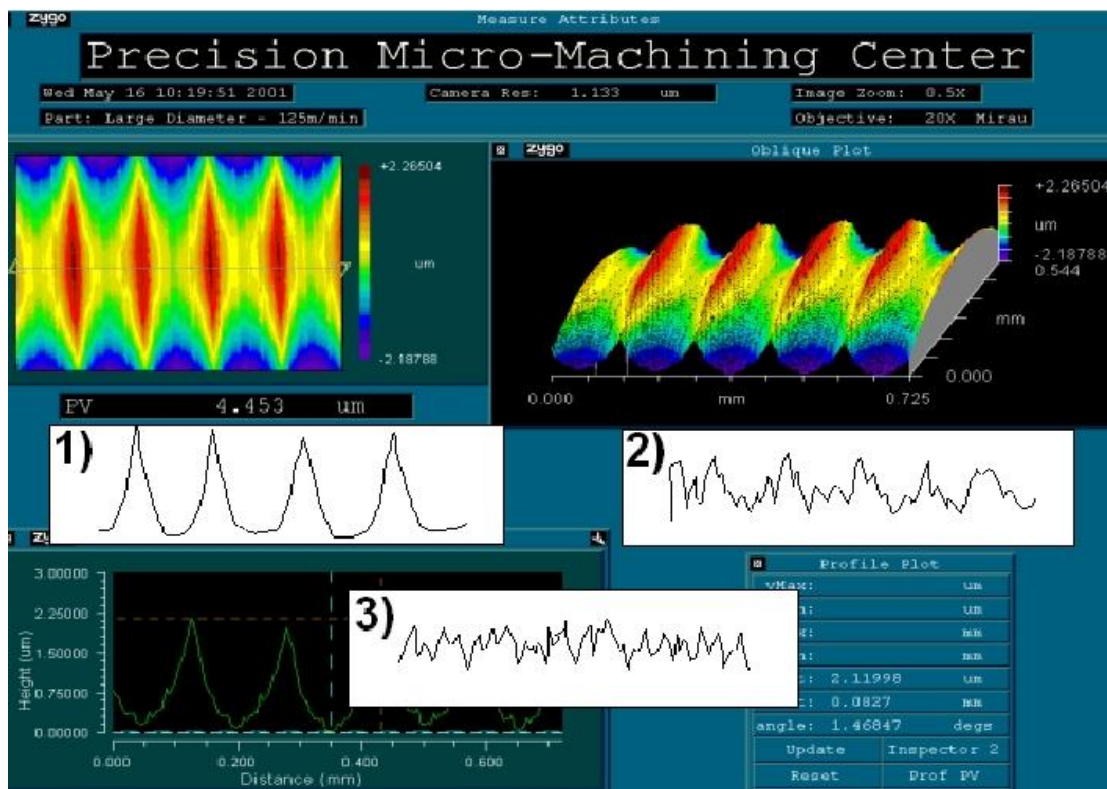 zygo Measure Attributes
Precision Micro-Machining Center
Wed May 16 10:19:51 2001 Camera Res: 1.133 um Image Zoom: 0.5X
Part: Large Diameter = 125m/min Objective: 20X Mirau
zygo Oblique Plot
+2.26504
um
-2.18788
+2.26504
um
-2.18788
0.544
mm
0.000
0.000 mm 0.725
PV 4.453 um
1)
2)
3)
Profile Plot
yMax: um
um
mm
mm
2.11998 um
0.0827 mm
angle: 1.46847 degs
Update Inspector 2
Reset Prof PV
3.00000
2.25000
1.50000
0.75000
0.00000
Height (um)
0.000 0.200 0.400 0.600
Distance (mm)